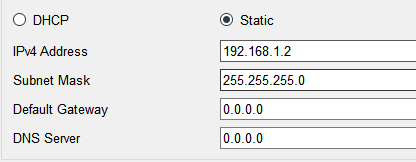 DHCP Static
IPv4 Address 192.168.1.2
Subnet Mask 255.255.255.0
Default Gateway 0.0.0.0
DNS Server 0.0.0.0